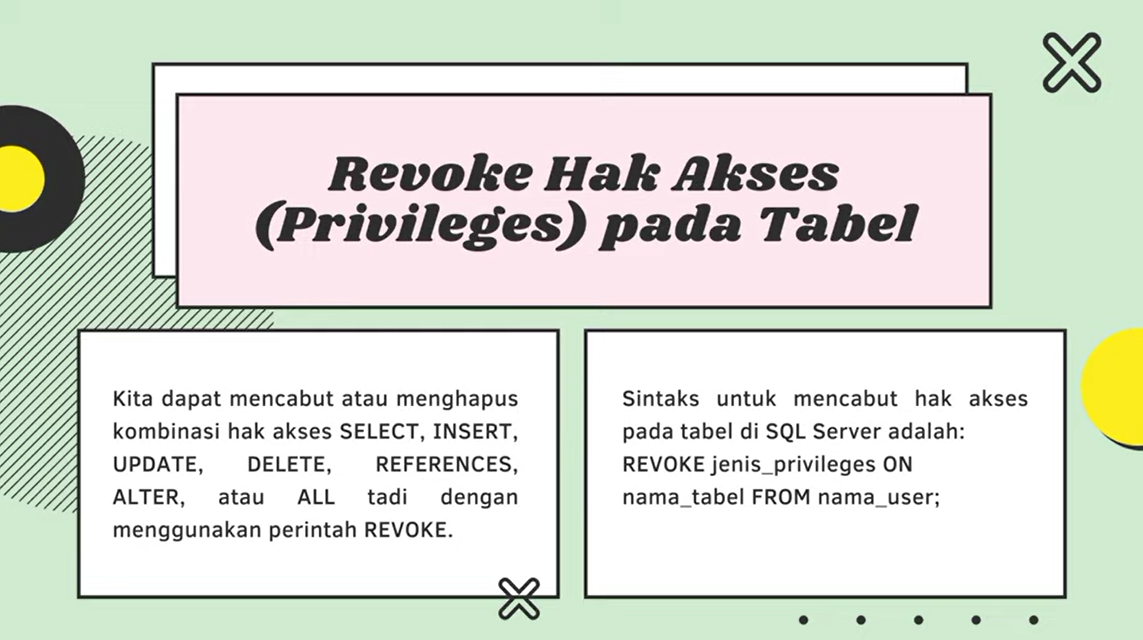 Revoke Hak Akses
(Privileges) pada Tabel
Kita dapat mencabut atau menghapus
kombinasi hak akses SELECT, INSERT,
UPDATE, DELETE, REFERENCES,
ALTER, atau ALL tadi dengan
menggunakan perintah REVOKE.
Sintaks untuk mencabut hak akses
pada tabel di SQL Server adalah:
REVOKE jenis_privileges ON
nama_tabel FROM nama_user;